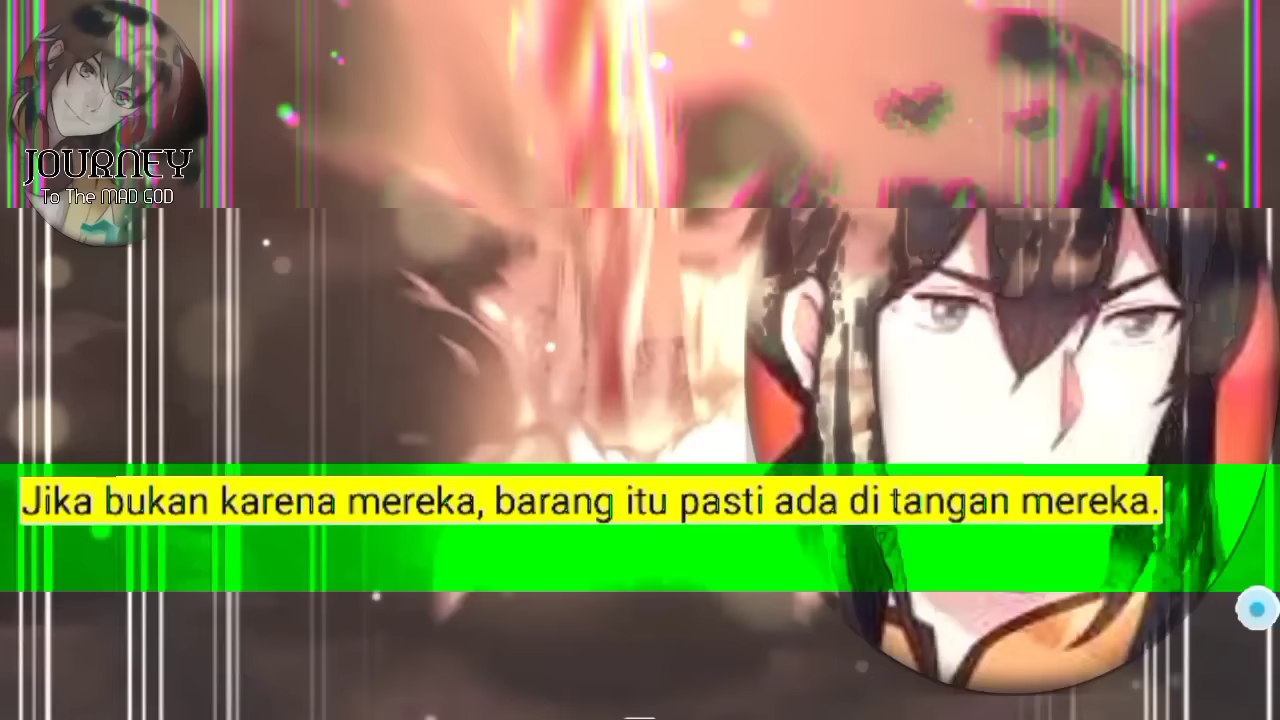 JOURNEY
To The MAD GOD
Jika bukan karena mereka, barang itu pasti ada di tangan mereka.